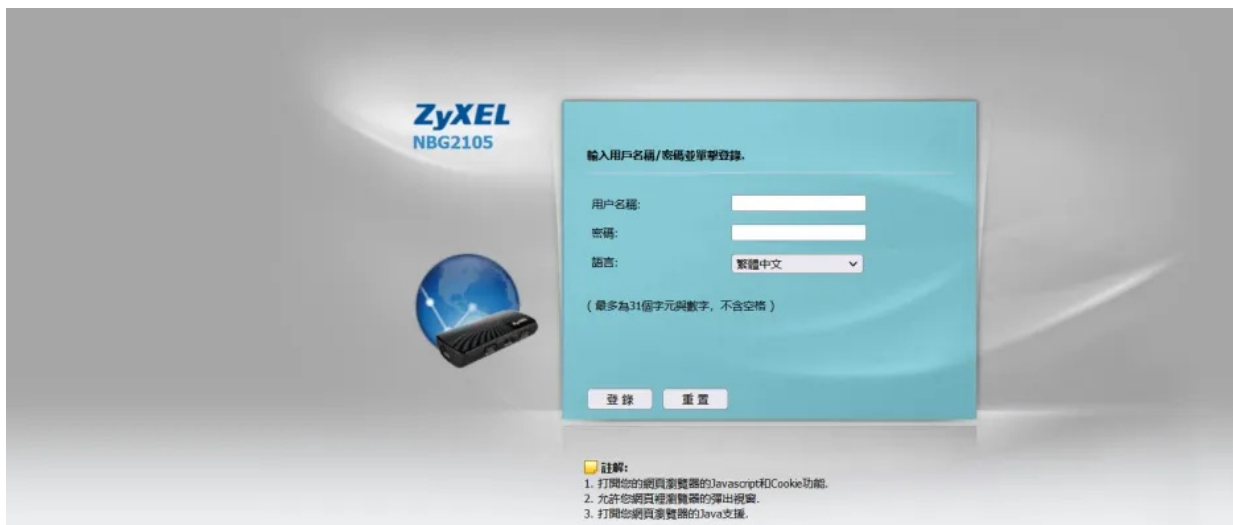 ZyXEL
NBG2105
輸入用戶名稱/密碼並單擊登錄.
用户名稱:
密碼:
語言:
繁體中文
( 最多為31個字元與數字, 不含空格 )
登 錄
重 置
註解:
1. 打開您的網頁瀏覽器的Javascript和Cookie功能.
2. 允許您網頁裡瀏覽器的彈出視窗.
3. 打開您網頁瀏覽器的Java支援.